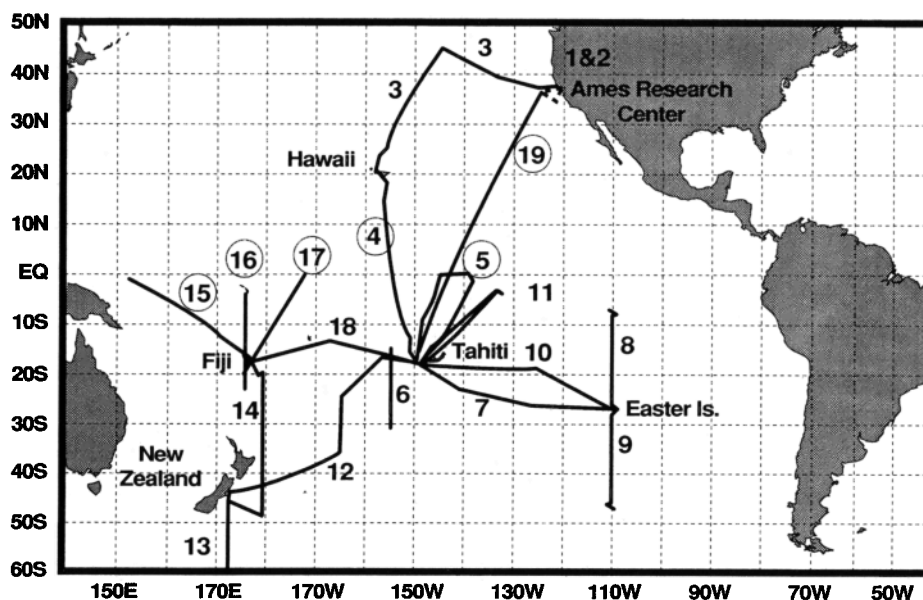 50N
40N
30N
20N
10N
EQ
10S
20S
30S
40S
50S
60S
3
3
1&2
Ames Research
Center
Hawaii
19
4
16
17
5
15
11
18
Fiji
Tahiti
10
8
14
6
7
Easter Is.
9
New
Zealand
12
13
150E
170E
170W
150W
130W
110W
90W
70W
50W